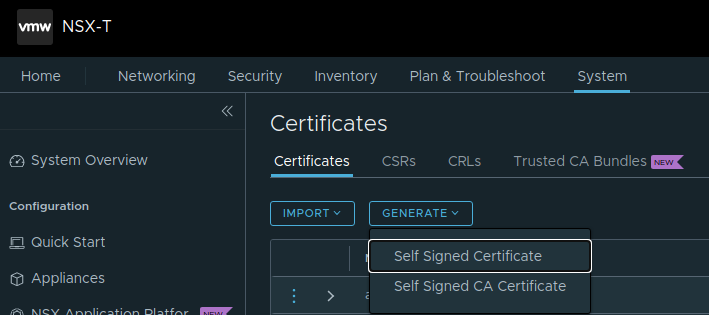 vmw NSX-T
Home Networking Security Inventory Plan & Troubleshoot System
Certificates
System Overview
Certificates CSRs CRLs Trusted CA Bundles NEW
Configuration
IMPORT GENERATE
Quick Start
Self Signed Certificate
Appliances
Self Signed CA Certificate
NSX Application NEW